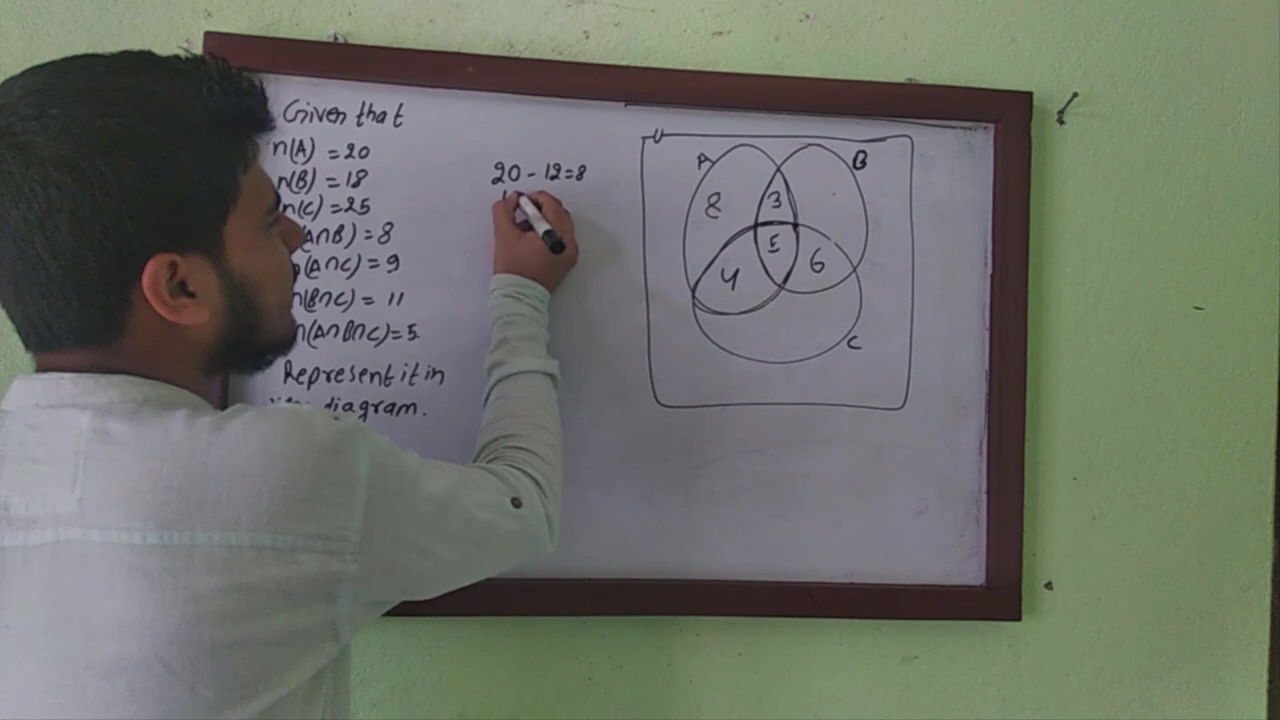 Given that
n(A) = 20
n(B) = 18
n(C) = 25
(A∩B) = 8
(A∩C) = 9
n(B∩C) = 11
n(A∩B∩C) = 5
Represent it in
diagram.
20 - 12 = 8
U
A
B
8
3
5
4
6
C